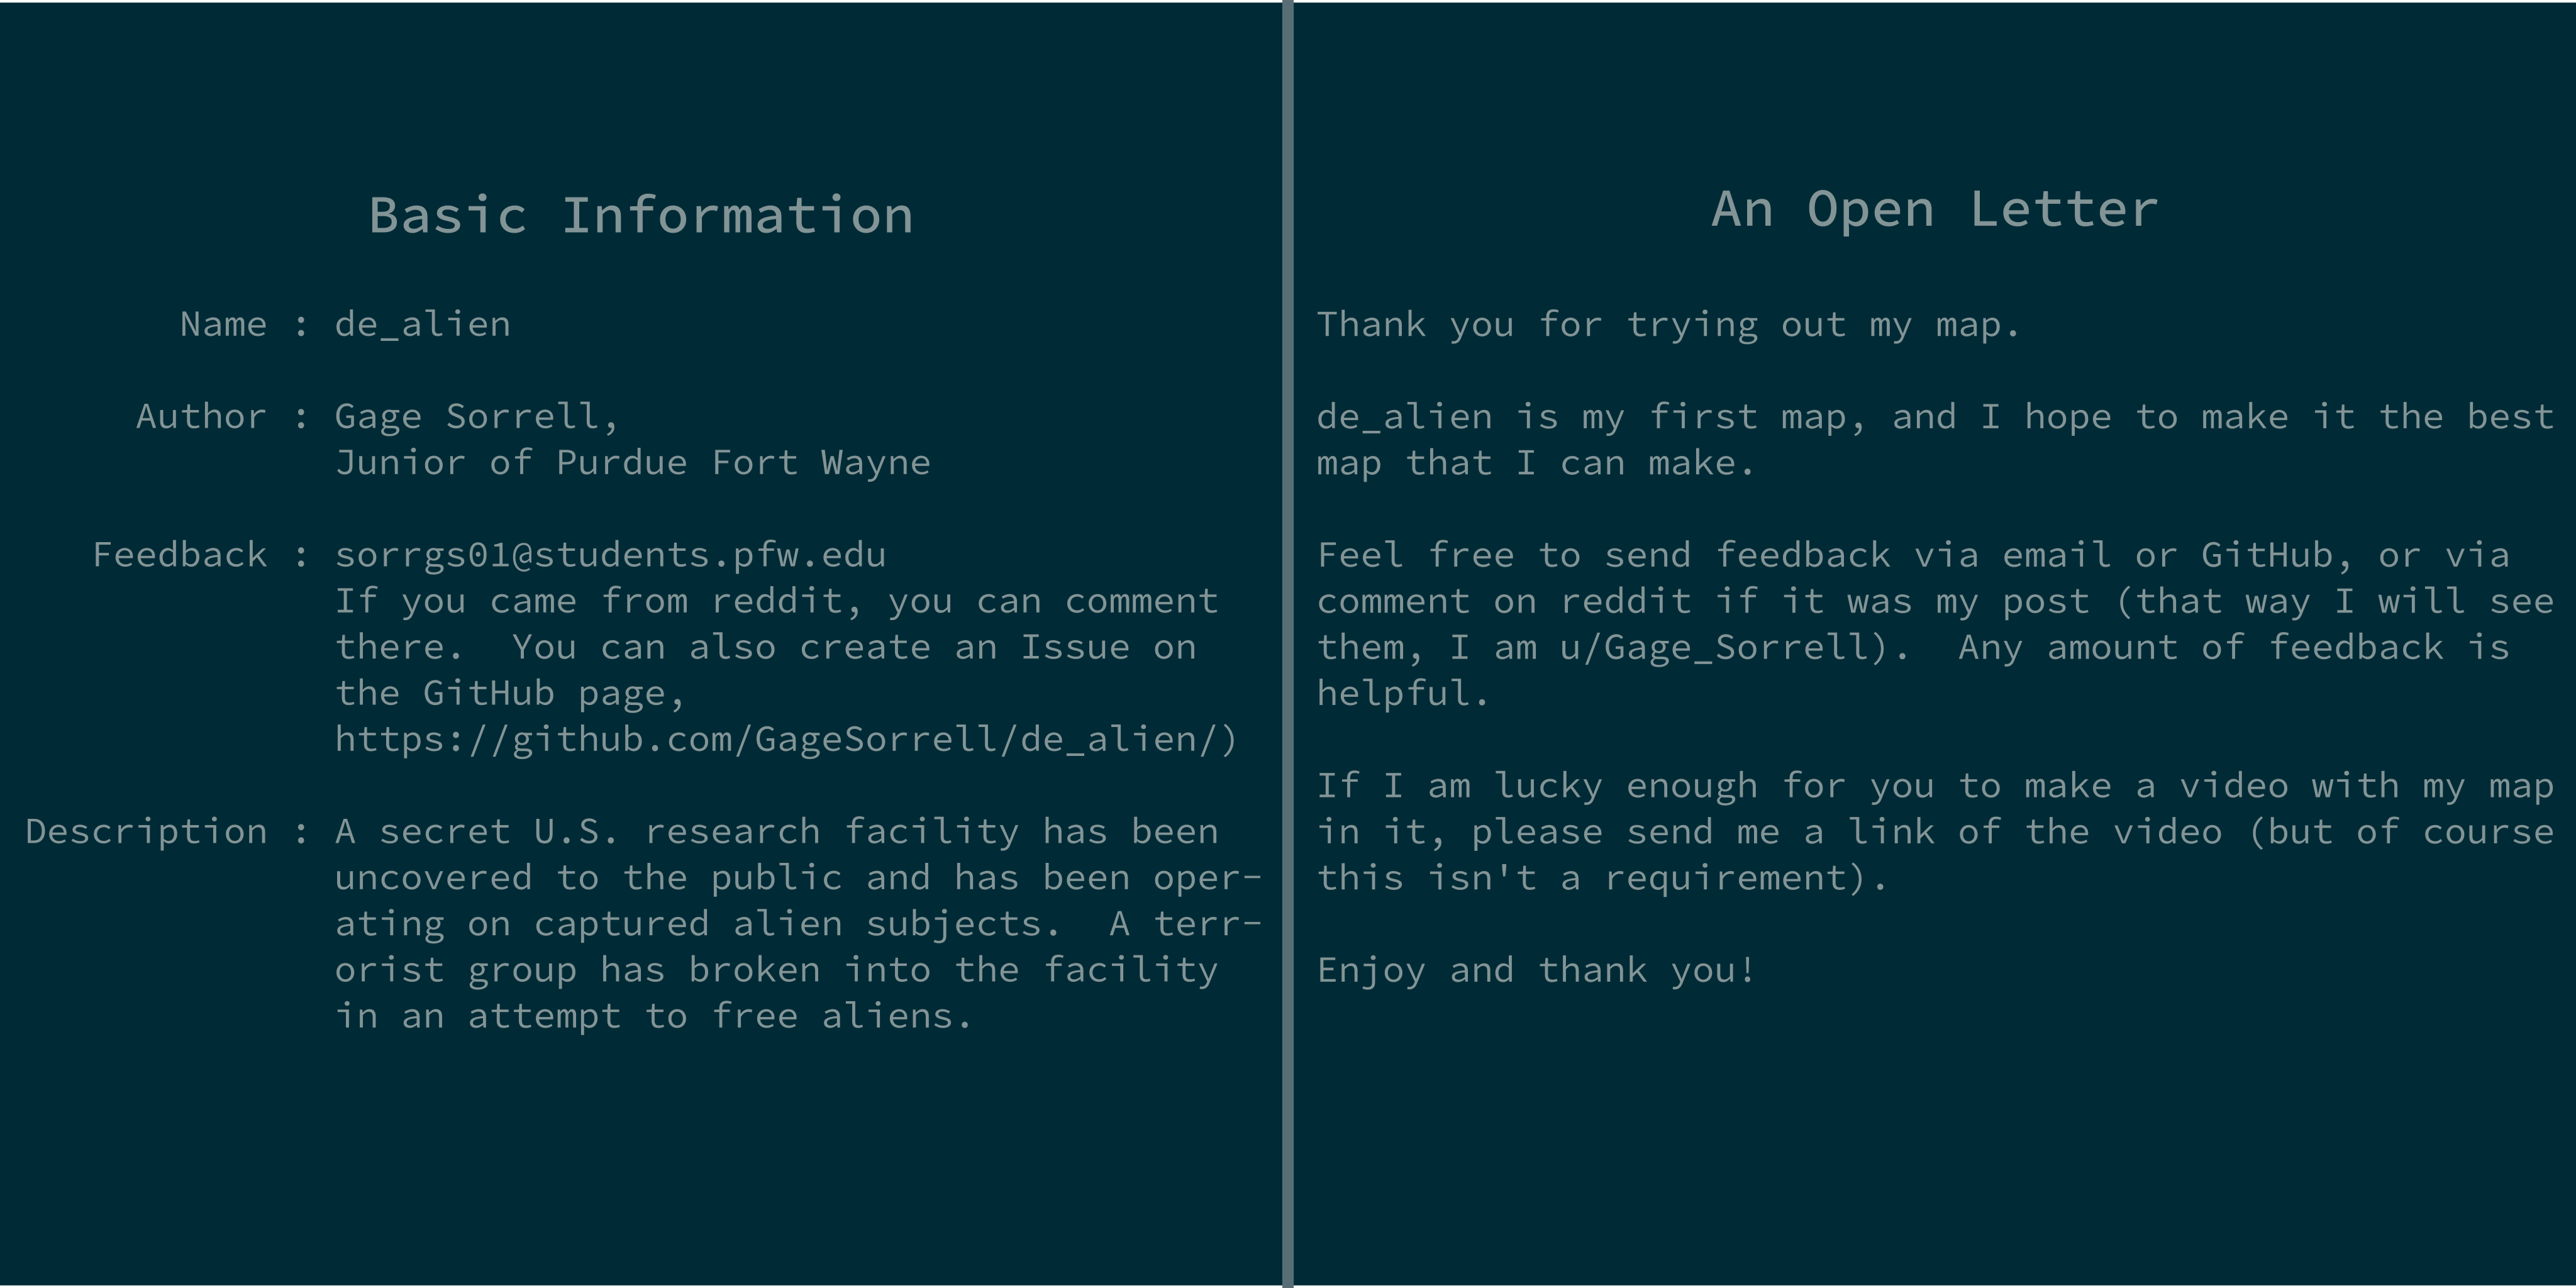 Basic Information
Name : de_alien
Author : Gage Sorrell,
Junior of Purdue Fort Wayne
Feedback : sorrgs01@students.pfw.edu
If you came from reddit, you can comment
there.  You can also create an Issue on
the GitHub page,
https://github.com/GageSorrell/de_alien/)
Description : A secret U.S. research facility has been
uncovered to the public and has been oper-
ating on captured alien subjects.  A terr-
orist group has broken into the facility
in an attempt to free aliens.
An Open Letter
Thank you for trying out my map.
de_alien is my first map, and I hope to make it the best
map that I can make.
Feel free to send feedback via email or GitHub, or via
comment on reddit if it was my post (that way I will see
them, I am u/Gage_Sorrell).  Any amount of feedback is
helpful.
If I am lucky enough for you to make a video with my map
in it, please send me a link of the video (but of course
this isn't a requirement).
Enjoy and thank you!